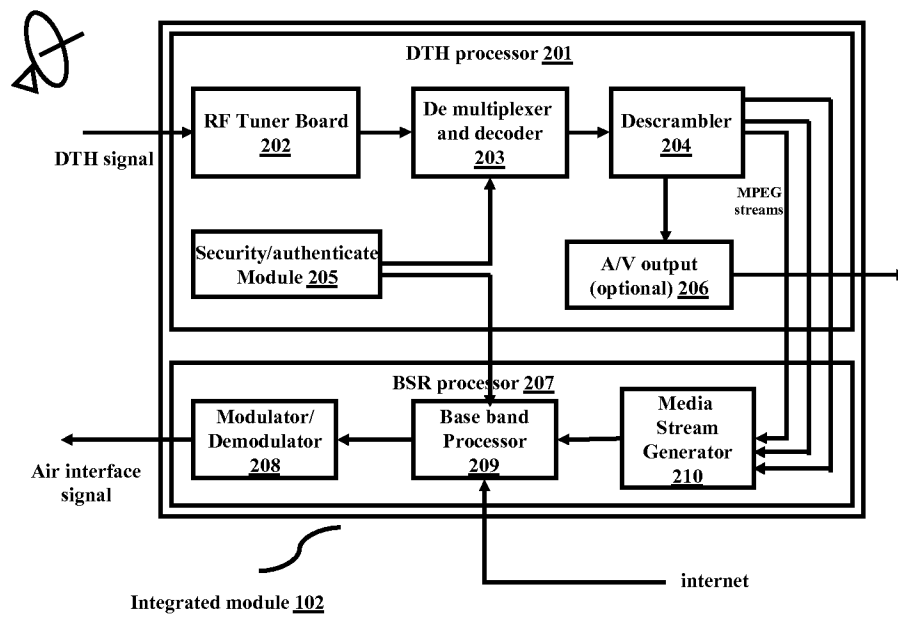 DTH processor 201
RF Tuner Board
202
De multiplexer
and decoder
203
Descrambler
204
DTH signal
MPEG
streams
Security/authenticate
Module 205
A/V output
(optional) 206
BSR processor 207
Modulator/
Demodulator
208
Base band
Processor
209
Media
Stream
Generator
210
Air interface
signal
internet
Integrated module 102